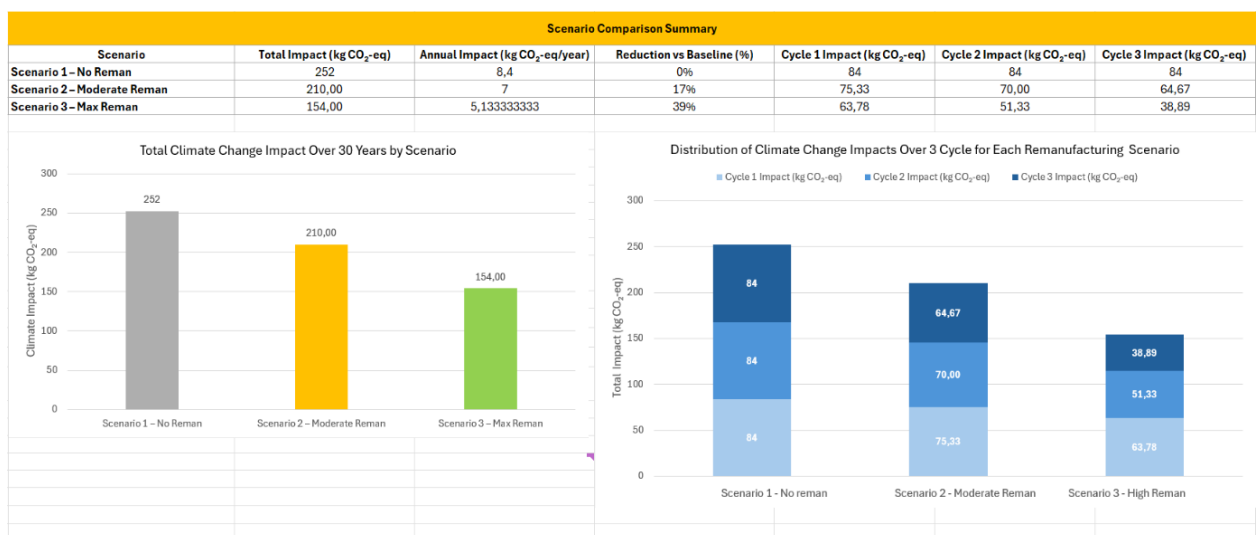 Scenario Comparison Summary
Scenario Total Impact (kg CO₂-eq) Annual Impact (kg CO₂-eq/year) Reduction vs Baseline (%) Cycle 1 Impact (kg CO₂-eq) Cycle 2 Impact (kg CO₂-eq) Cycle 3 Impact (kg CO₂-eq)
Scenario 1 – No Reman 252 8,4 0% 84 84 84
Scenario 2 – Moderate Reman 210,00 7 17% 75,33 70,00 64,67
Scenario 3 – Max Reman 154,00 5,133333333 39% 63,78 51,33 38,89
Total Climate Change Impact Over 30 Years by Scenario
Climate Impact (kg CO₂-eq)
300
250
200
150
100
50
0
252
210,00
154,00
Scenario 1 – No Reman Scenario 2 – Moderate Reman Scenario 3 – Max Reman
Distribution of Climate Change Impacts Over 3 Cycle for Each Remanufacturing Scenario
Cycle 1 Impact (kg CO₂-eq) Cycle 2 Impact (kg CO₂-eq) Cycle 3 Impact (kg CO₂-eq)
Total Impact (kg CO₂-eq)
300
250
200
150
100
50
0
84
84
84
64,67
70,00
75,33
38,89
51,33
63,78
Scenario 1 - No reman Scenario 2 - Moderate Reman Scenario 3 - High Reman